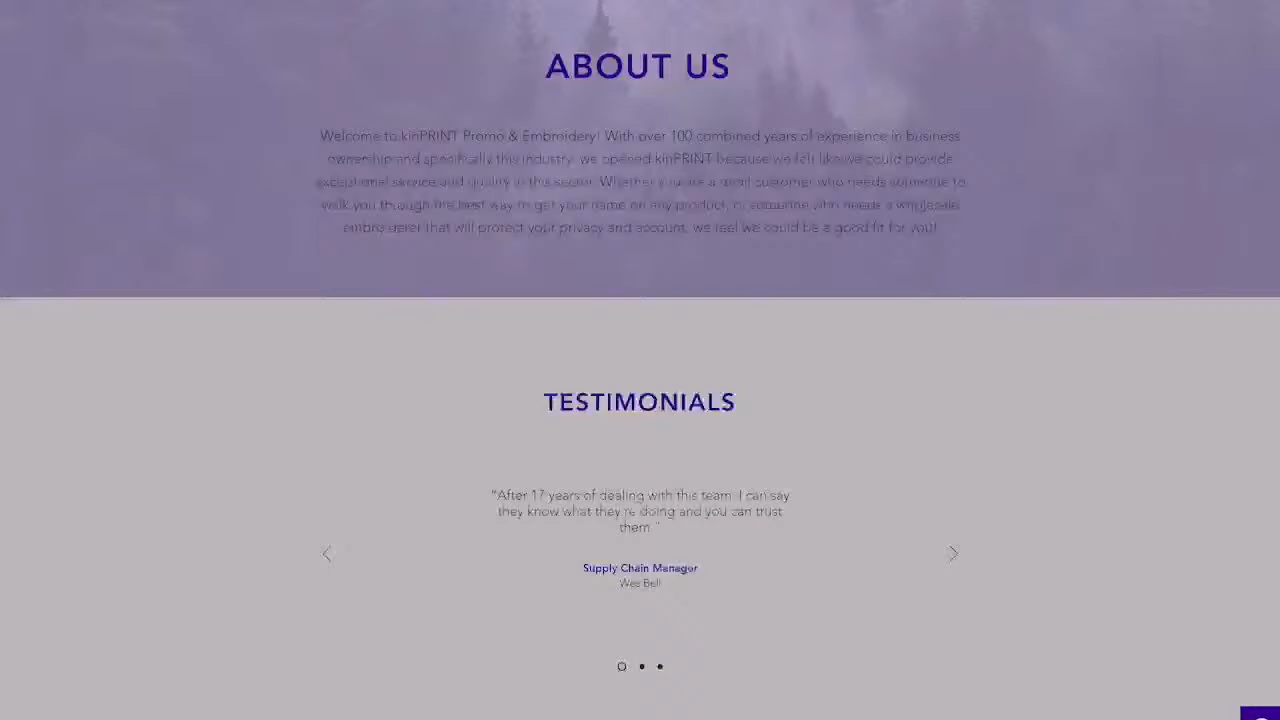 ABOUT US
Welcome to kinPRINT Promo & Embroidery! With over 100 combined years of experience in business
ownership and specifically this industry, we opened kinPRINT because we felt like we could provide
exceptional service and quality in this sector. Whether you are a small customer who needs someone to
walk you through the best way to get your name on any product, or someone who needs a wholesale
embroiderer that will protect your privacy and account, we feel we could be a good fit for you!
TESTIMONIALS
"After 17 years of dealing with this team, I can say
they know what they're doing and you can trust
them."
Supply Chain Manager
Wes Bell